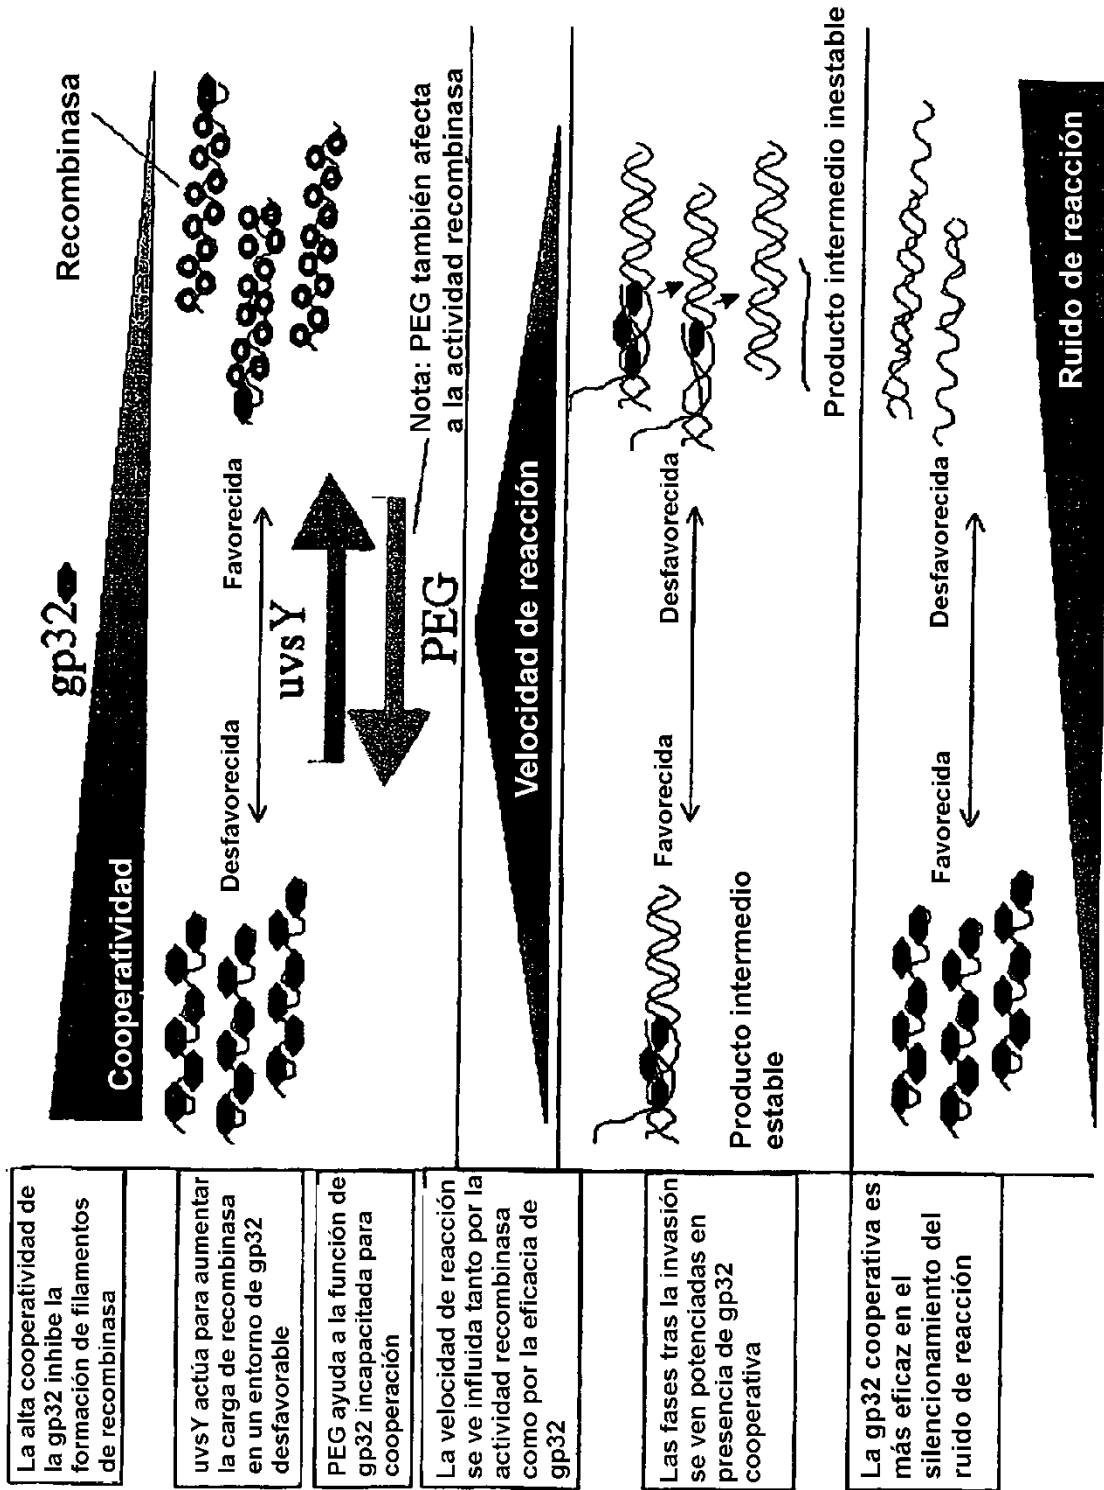 La alta cooperatividad de
la gp32 inhibe la
formación de filamentos
de recombinasa
gp32
Cooperatividad
Recombinasa
uvsY actúa para aumentar
la carga de recombinasa
en un entorno de gp32
desfavorable
Desfavorecida
Favorecida
uvsY
PEG ayuda a la función de
gp32 incapacitada para
cooperación
PEG
Nota: PEG también afecta
a la actividad recombinasa
La velocidad de reacción
se ve influida tanto por la
actividad recombinasa
como por la eficacia de
gp32
Velocidad de reacción
Las fases tras la invasión
se ven potenciadas en
presencia de gp32
cooperativa
Favorecida
Desfavorecida
Producto intermedio
estable
Producto intermedio inestable
La gp32 cooperativa es
más eficaz en el
silencionamiento del
ruido de reacción
Favorecida
Desfavorecida
Ruido de reacción